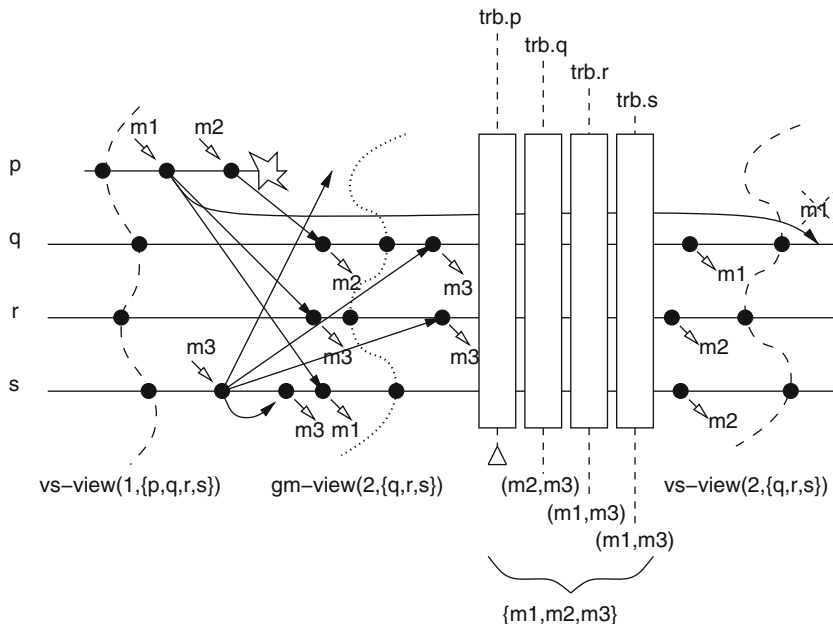 trb.p
trb.q
trb.r
trb.s
m1
m2
p
m1
q
m2
m3
m1
r
m3
m3
m2
m3
s
m3
m1
m2
vs–view(1,{p,q,r,s})
gm–view(2,{q,r,s})
(m2,m3)
vs–view(2,{q,r,s})
(m1,m3)
(m1,m3)
{m1,m2,m3}